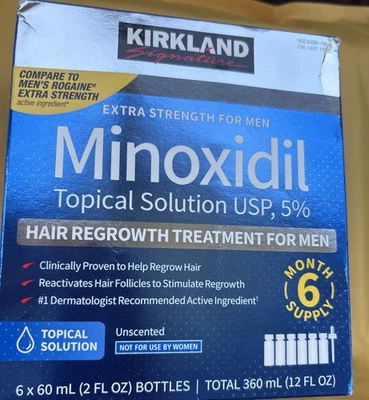 KIRKLAND
Signature
COMPARE TO
MEN'S ROGAINE®
EXTRA STRENGTH
active ingredient*
EXTRA STRENGTH FOR MEN
Minoxidil
Topical Solution USP, 5%
HAIR REGROWTH TREATMENT FOR MEN
Clinically Proven to Help Regrow Hair
Reactivates Hair Follicles to Stimulate Regrowth
#1 Dermatologist Recommended Active Ingredient†
MONTH
6
SUPPLY
TOPICAL
SOLUTION
Unscented
NOT FOR USE BY WOMEN
6 x 60 mL (2 FL OZ) BOTTLES | TOTAL 360 mL (12 FL OZ)